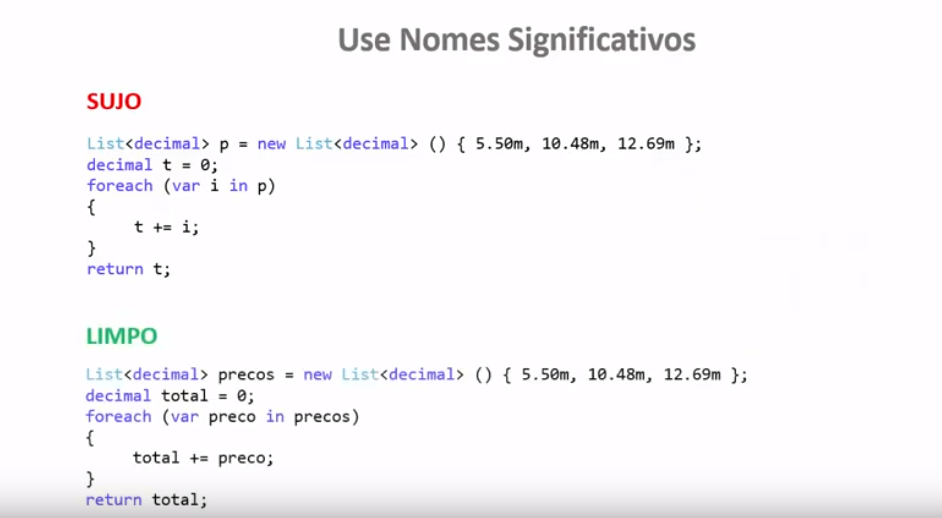 Use Nomes Significativos
SUJO
List<decimal> p = new List<decimal> () { 5.50m, 10.48m, 12.69m };
decimal t = 0;
foreach (var i in p)
{
t += i;
}
return t;
LIMPO
List<decimal> precos = new List<decimal> () { 5.50m, 10.48m, 12.69m };
decimal total = 0;
foreach (var preco in precos)
{
total += preco;
}
return total;